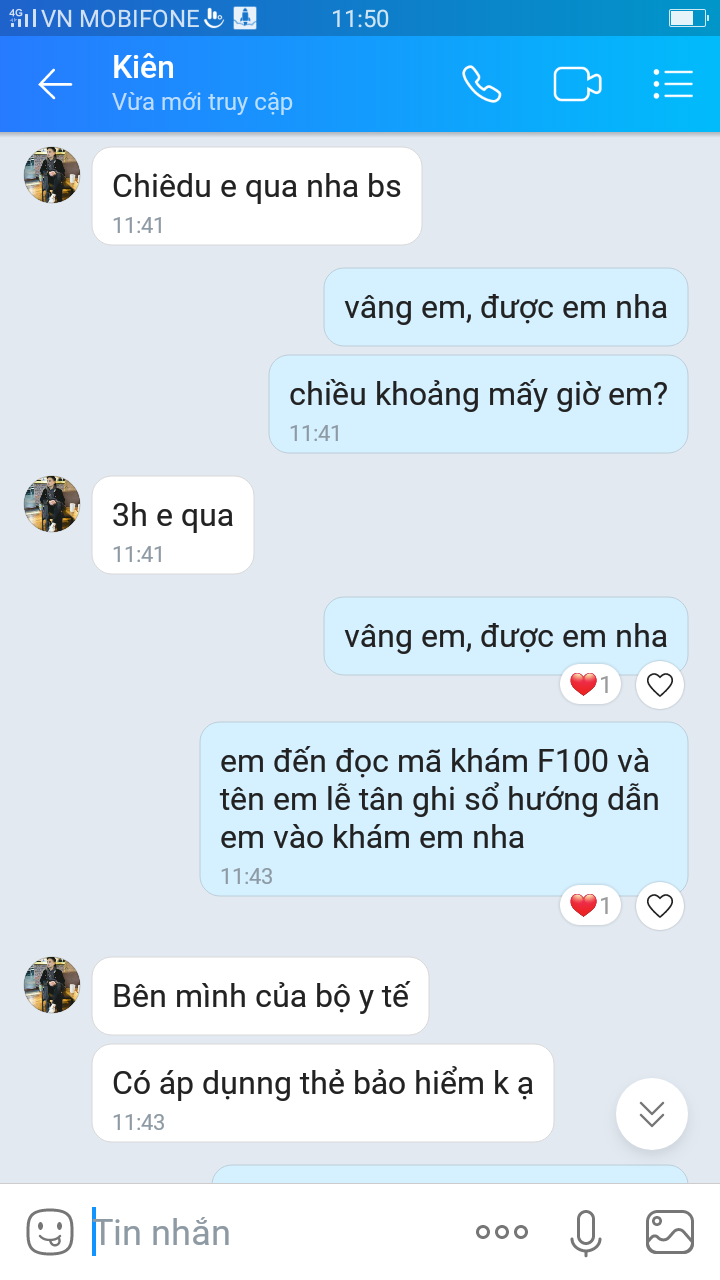 4G VN MOBIFONE 11:50
Kiên
Vừa mới truy cập
Chiêdu e qua nha bs
11:41
vâng em, được em nha
chiều khoảng mấy giờ em?
11:41
3h e qua
11:41
vâng em, được em nha
1
em đến đọc mã khám F100 và
tên em lễ tân ghi sổ hướng dẫn
em vào khám em nha
11:43
1
Bên mình của bộ y tế
Có áp dụnng thẻ bảo hiểm k ạ
11:43
Tin nhắn